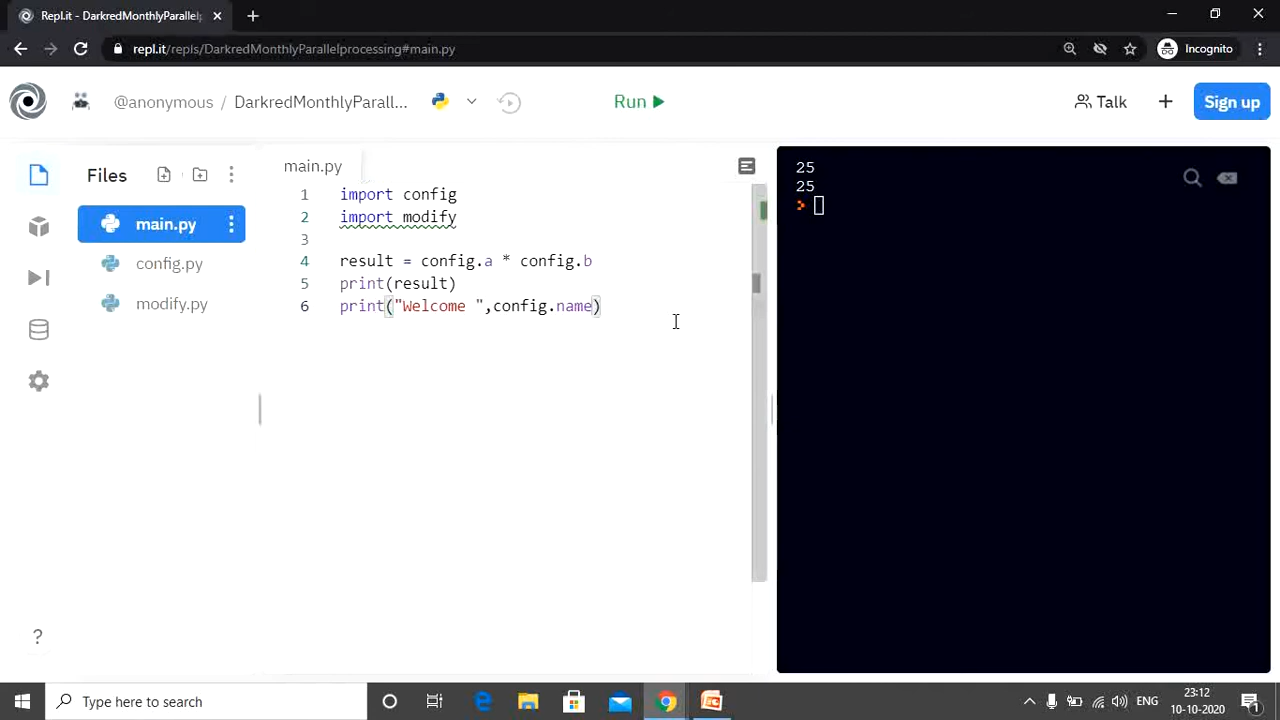 Repl.it - DarkredMonthlyParallelp
repl.it/repls/DarkredMonthlyParallelprocessing#main.py
Incognito
@anonymous / DarkredMonthlyParall...
Run
Talk
+
Sign up
Files
main.py
config.py
modify.py
?
main.py
1 import config
2 import modify
3
4 result = config.a * config.b
5 print(result)
6 print("Welcome ",config.name)
25
25
>
Type here to search
ENG
23:12
10-10-2020
1